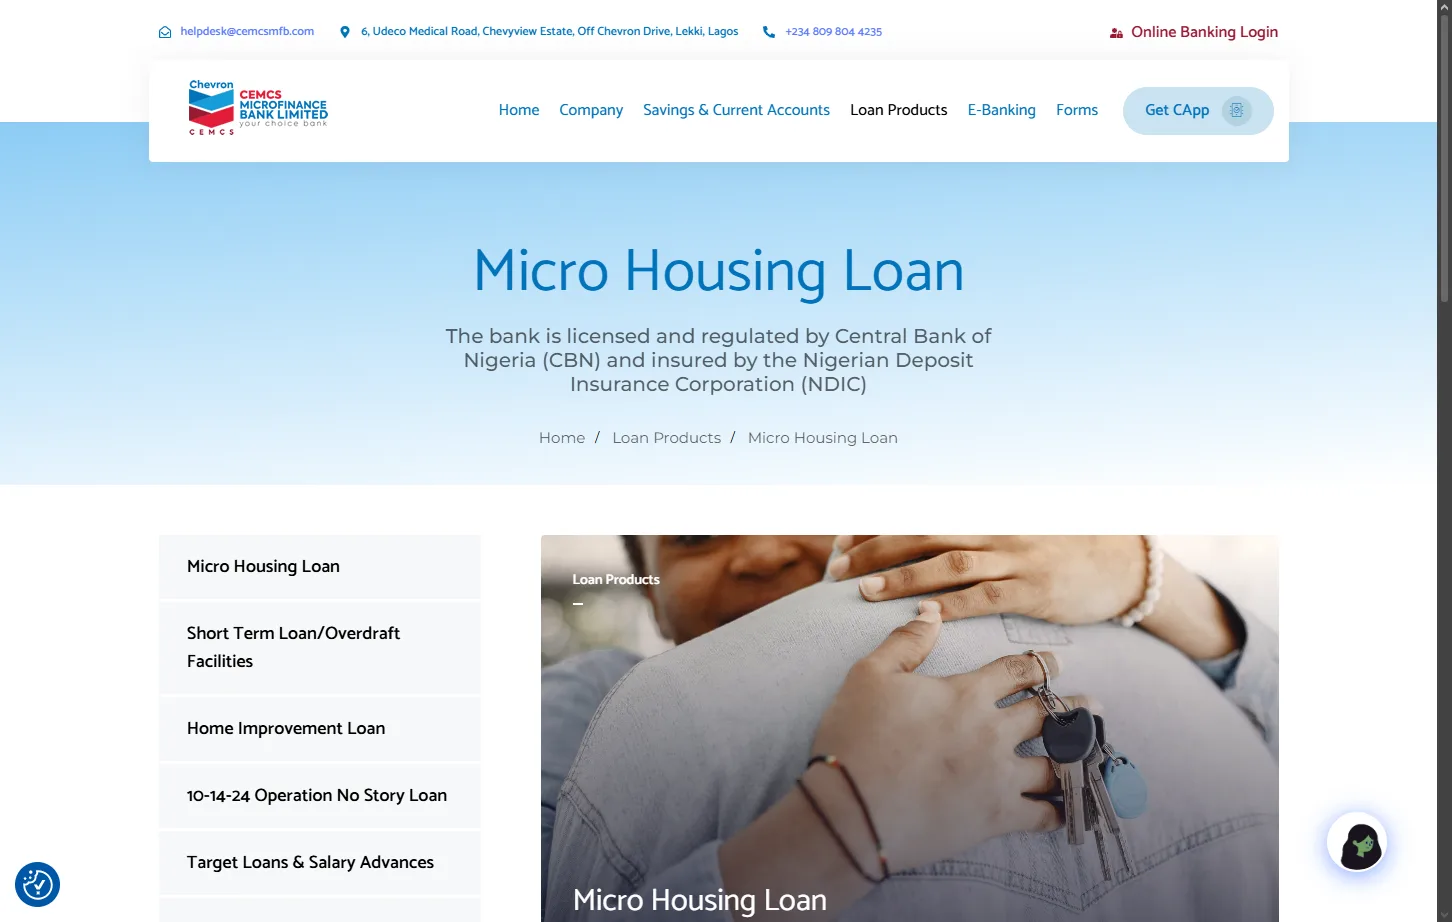 helpdesk@cemcsmfb.com
6, Udeco Medical Road, Chevyview Estate, Off Chevron Drive, Lekki, Lagos
+234 809 804 4235
Online Banking Login
Chevron
CEMCS
CEMCS
MICROFINANCE
BANK LIMITED
your choice bank
Home
Company
Savings & Current Accounts
Loan Products
E-Banking
Forms
Get CApp
Micro Housing Loan
The bank is licensed and regulated by Central Bank of
Nigeria (CBN) and insured by the Nigerian Deposit
Insurance Corporation (NDIC)
Home / Loan Products / Micro Housing Loan
Micro Housing Loan
Short Term Loan/Overdraft
Facilities
Home Improvement Loan
10-14-24 Operation No Story Loan
Target Loans & Salary Advances
Loan Products
Micro Housing Loan